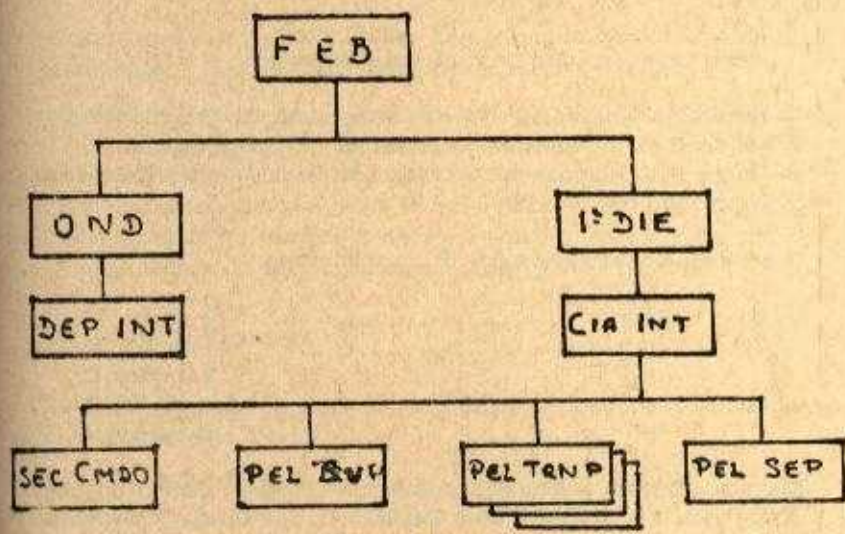 FEB
OND
1ª DIE
DEP INT
CIA INT
SEC CMDO
PEL
PEL TRNP
PEL SEP